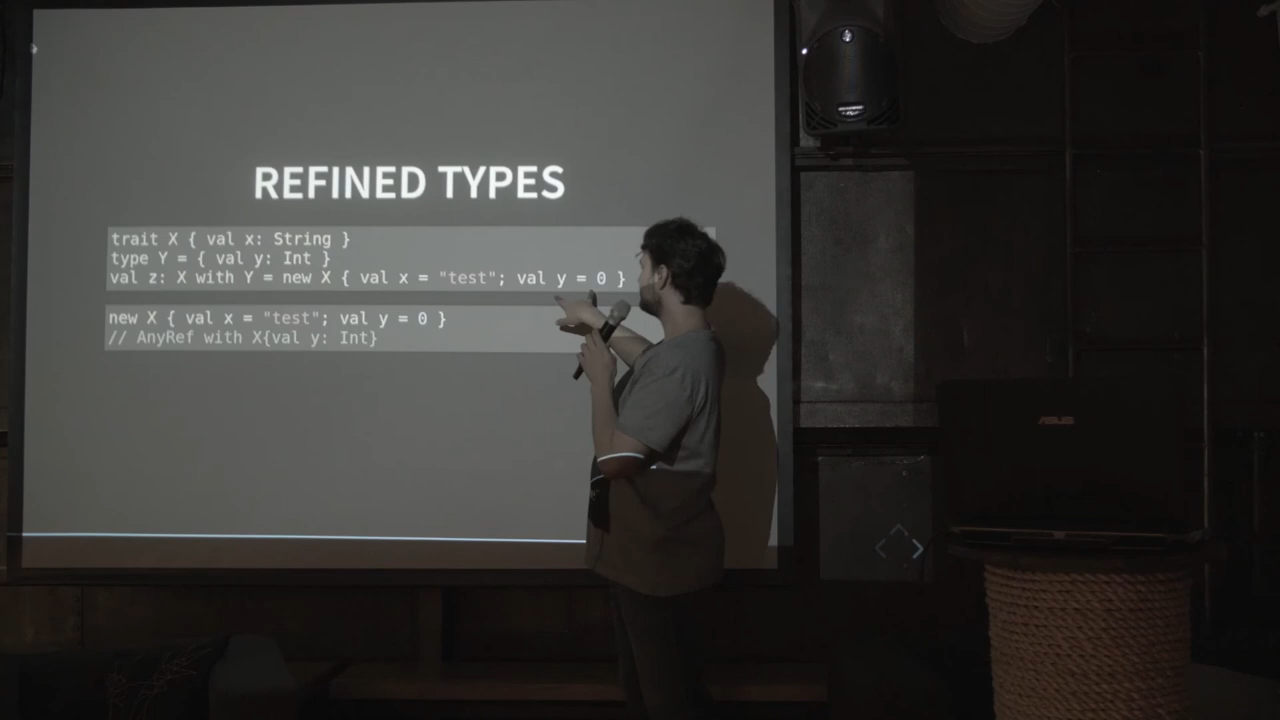 REFINED TYPES
trait X { val x: String }
type Y = { val y: Int }
val z: X with Y = new X { val x = "test"; val y = 0 }
new X { val x = "test"; val y = 0 }
// AnyRef with X{val y: Int}
ASUS